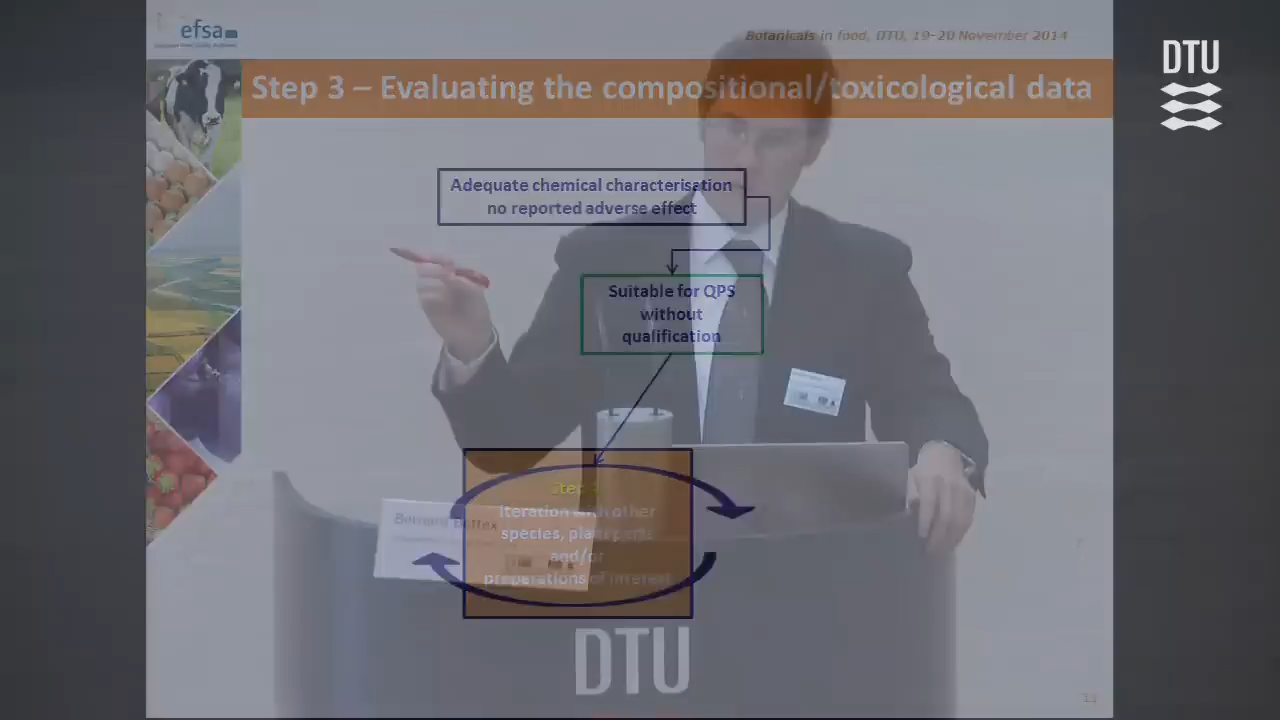 efsa
Botanicals in food, DTU, 19-20 November 2014
DTU
Step 3 – Evaluating the compositional/toxicological data
Adequate chemical characterisation
no reported adverse effect
Suitable for QPS
without
qualification
Step
Iteration with other
species, plant parts
and/or
preparations of interest
Bernard Bottex
DTU